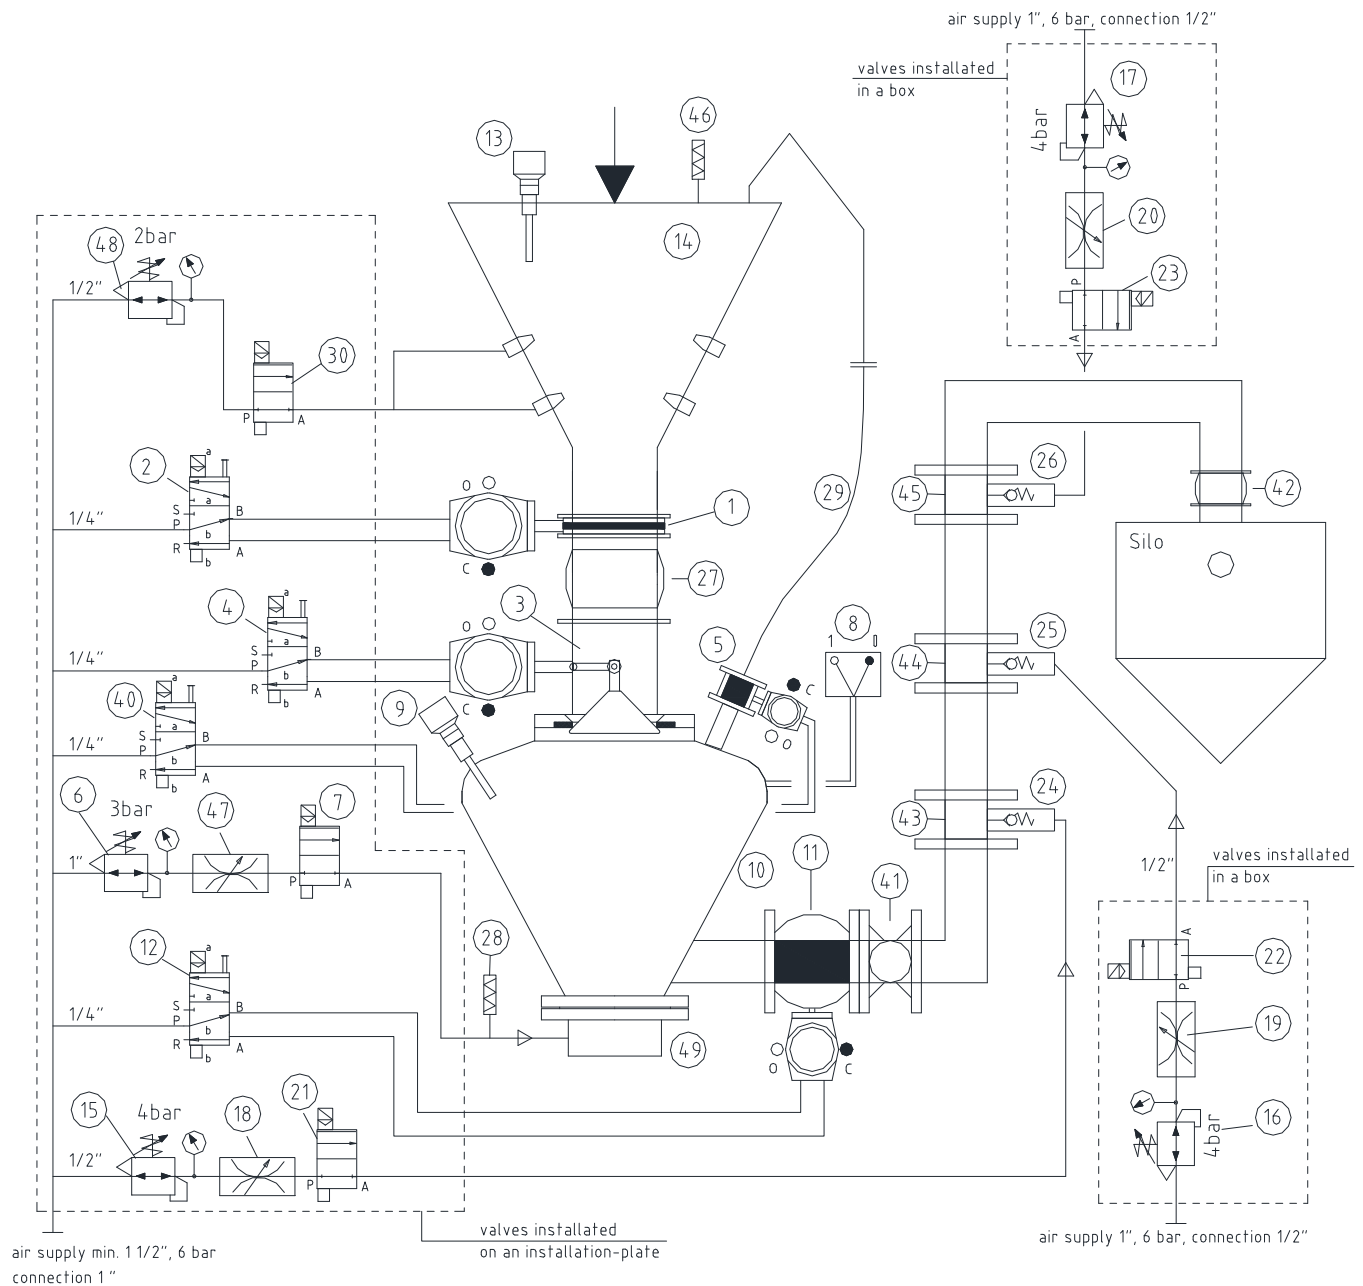 air supply 1", 6 bar, connection 1/2"
valves installated
in a box
17
4bar
46
13
20
14
2bar
48
23
P
1/2"
A
30
P
A
2
a
26
O
29
45
42
S
a
1
1/4"
P
B
b
Silo
R
A
b
C
27
4
a
3
8
25
O
1
0
S
a
5
44
1/4"
P
B
b
R
A
40
a
b
C
9
C
S
a
O
1/4"
P
B
b
R
A
b
6
3bar
47
7
24
43
11
1"
P
A
10
41
1/2"
valves installated
in a box
28
12
a
A
22
S
a
P
1/4"
P
B
b
R
A
b
49
O
C
19
15
4bar
18
21
16
4bar
1/2"
P
A
valves installated
on an installation-plate
air supply 1", 6 bar, connection 1/2"
air supply min. 1 1/2", 6 bar
connection 1 "